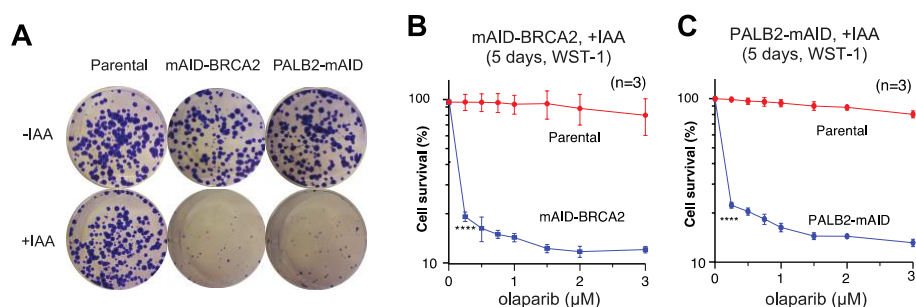 A
Parental mAID-BRCA2 PALB2-mAID
-IAA
+IAA
B
mAID-BRCA2, +IAA
(5 days, WST-1)
(n=3)
100
Parental
Cell survival (%)
mAID-BRCA2
****
10
0 1 2 3
olaparib (µM)
C
PALB2-mAID, +IAA
(5 days, WST-1)
(n=3)
100
Parental
Cell survival (%)
PALB2-mAID
****
10
0 1 2 3
olaparib (µM)